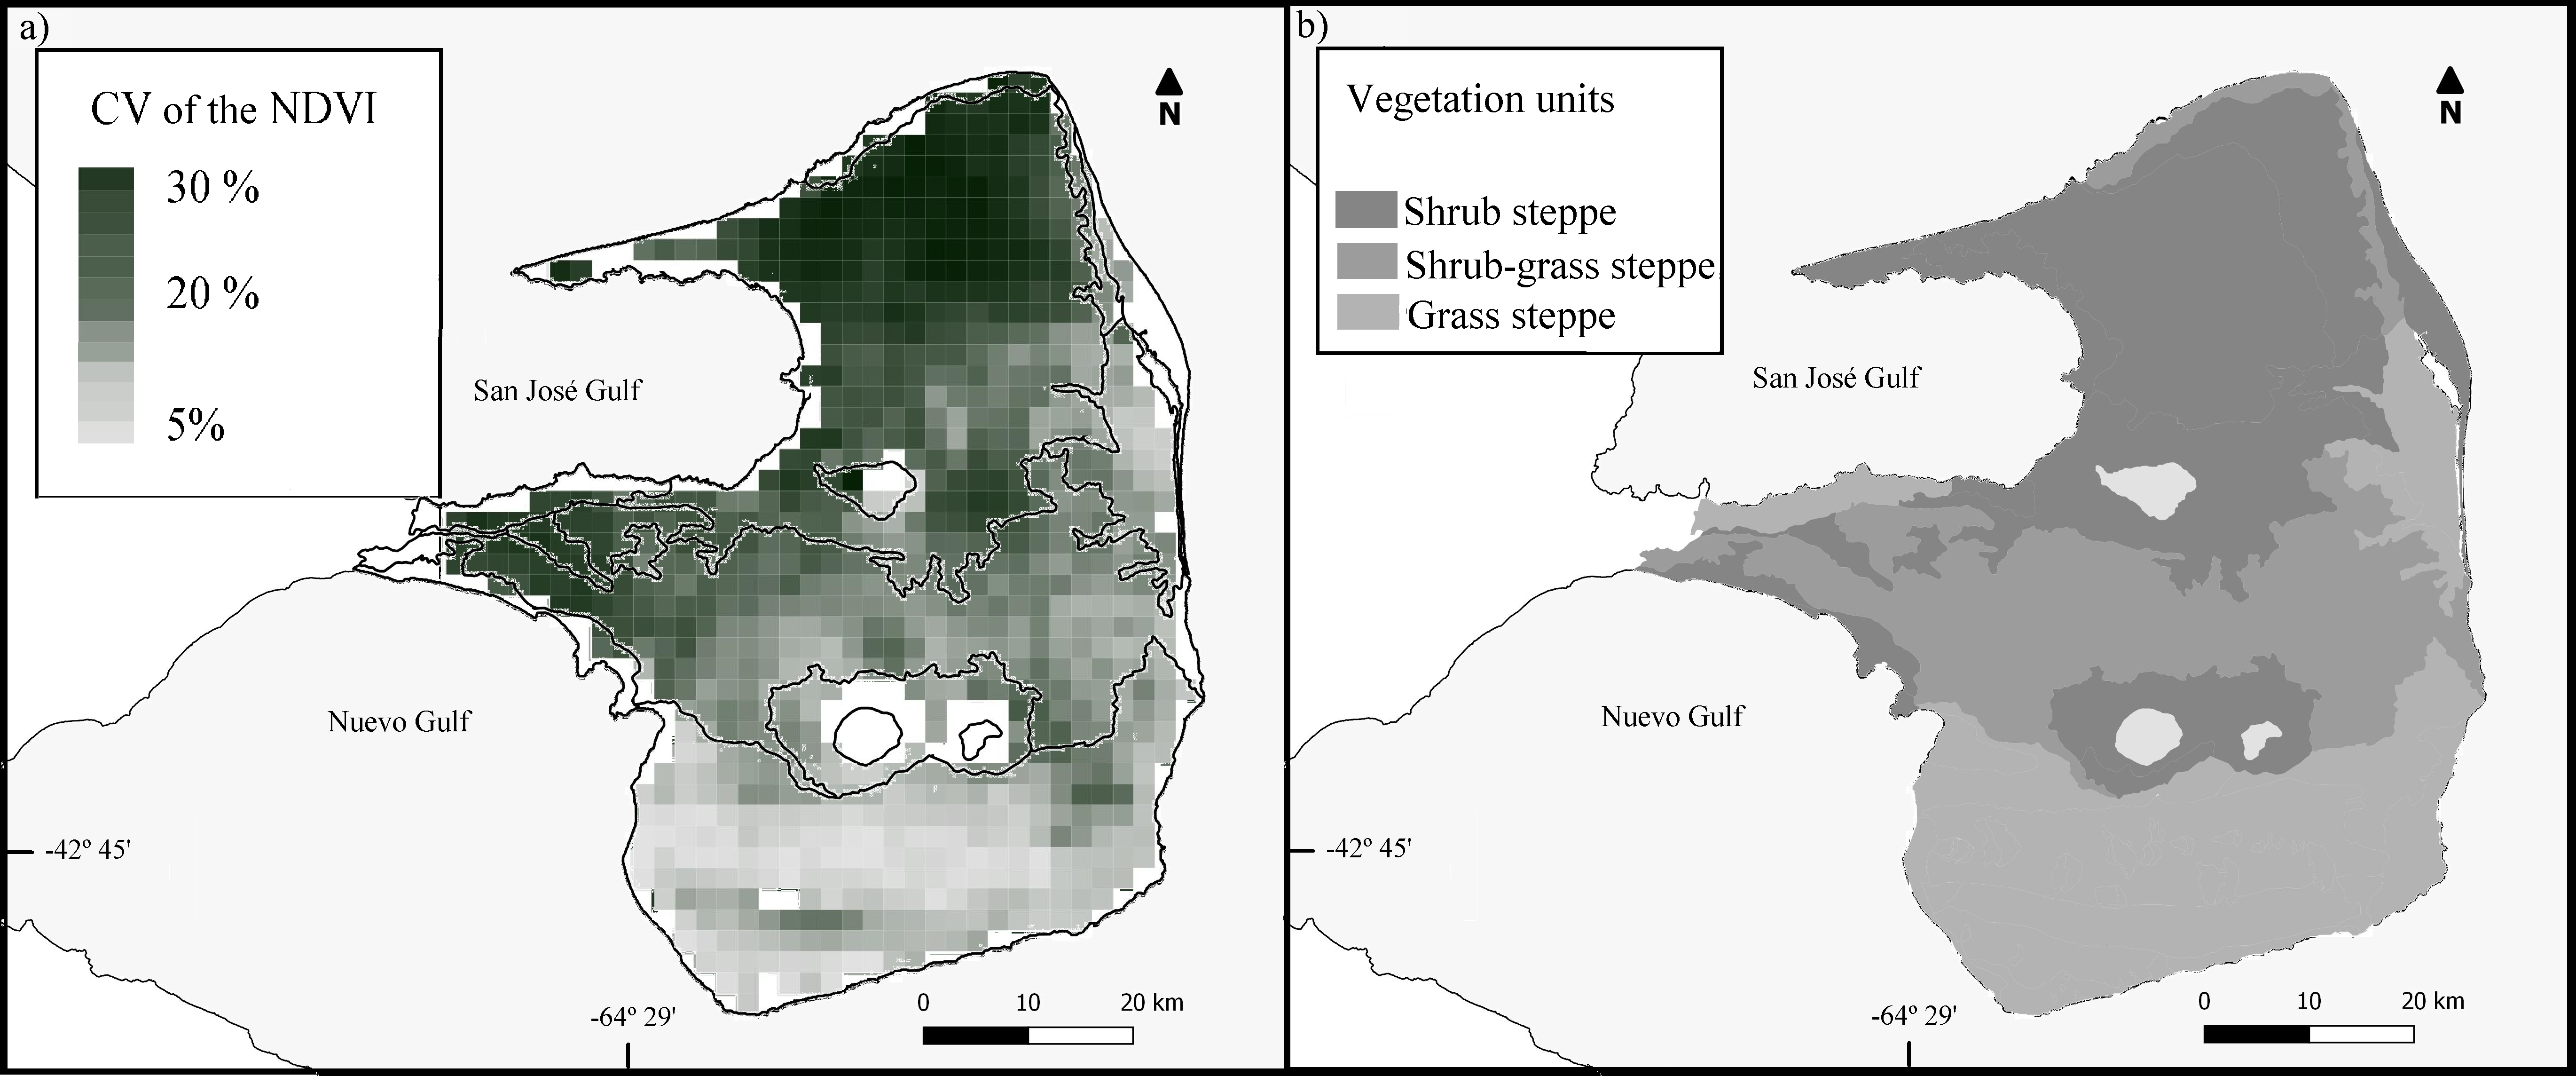 a)
CV of the NDVI
30 %
20 %
5%
N
San José Gulf
Nuevo Gulf
-42º 45'
-64º 29'
0 10 20 km
b)
Vegetation units
Shrub steppe
Shrub-grass steppe
Grass steppe
N
San José Gulf
Nuevo Gulf
-42º 45'
-64º 29'
0 10 20 km